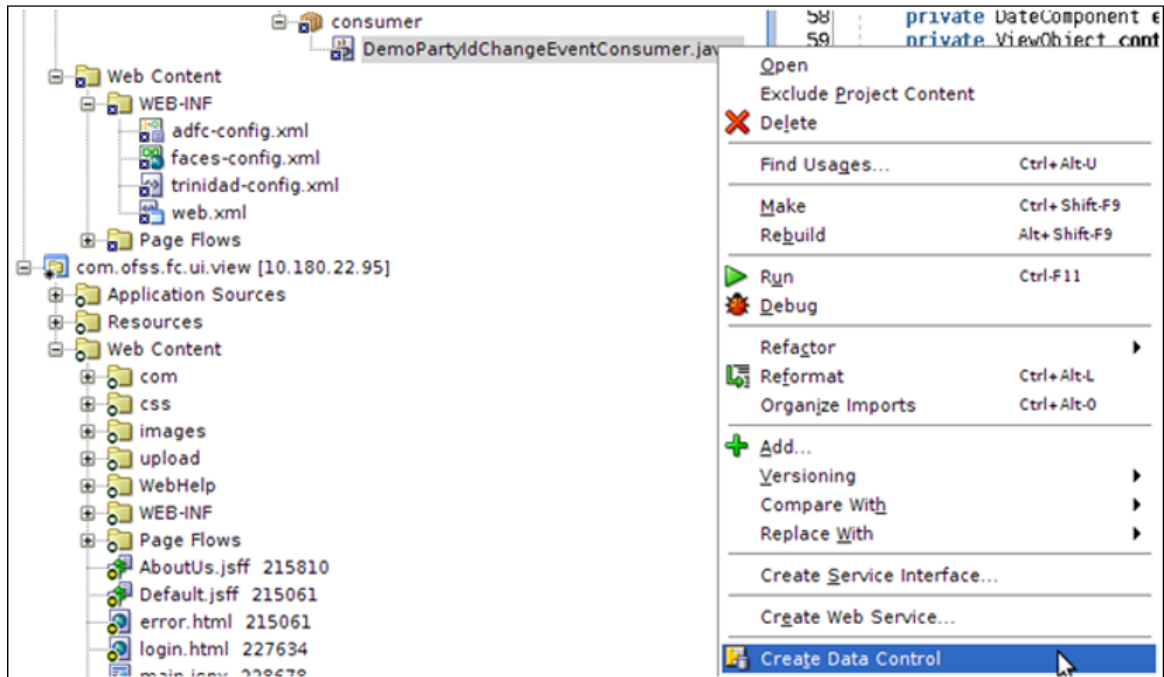 consumer
DemoPartyIdChangeEventConsumer.jav
Web Content
WEB-INF
adfc-config.xml
faces-config.xml
trinidad-config.xml
web.xml
Page Flows
com.ofss.fc.ui.view [10.180.22.95]
Application Sources
Resources
Web Content
com
css
images
upload
WebHelp
WEB-INF
Page Flows
AboutUs.jsff 215810
Default.jsff 215061
error.html 215061
login.html 227634
main.jspx 228678
58 private DateComponent
59 private ViewObject cont
Open
Exclude Project Content
Delete
Find Usages... Ctrl+Alt-U
Make Ctrl+Shift-F9
Rebuild Alt+Shift-F9
Run Ctrl-F11
Debug
Refactor
Reformat Ctrl+Alt-L
Organize Imports Ctrl+Alt-O
Add...
Versioning
Compare With
Replace With
Create Service Interface...
Create Web Service...
Create Data Control